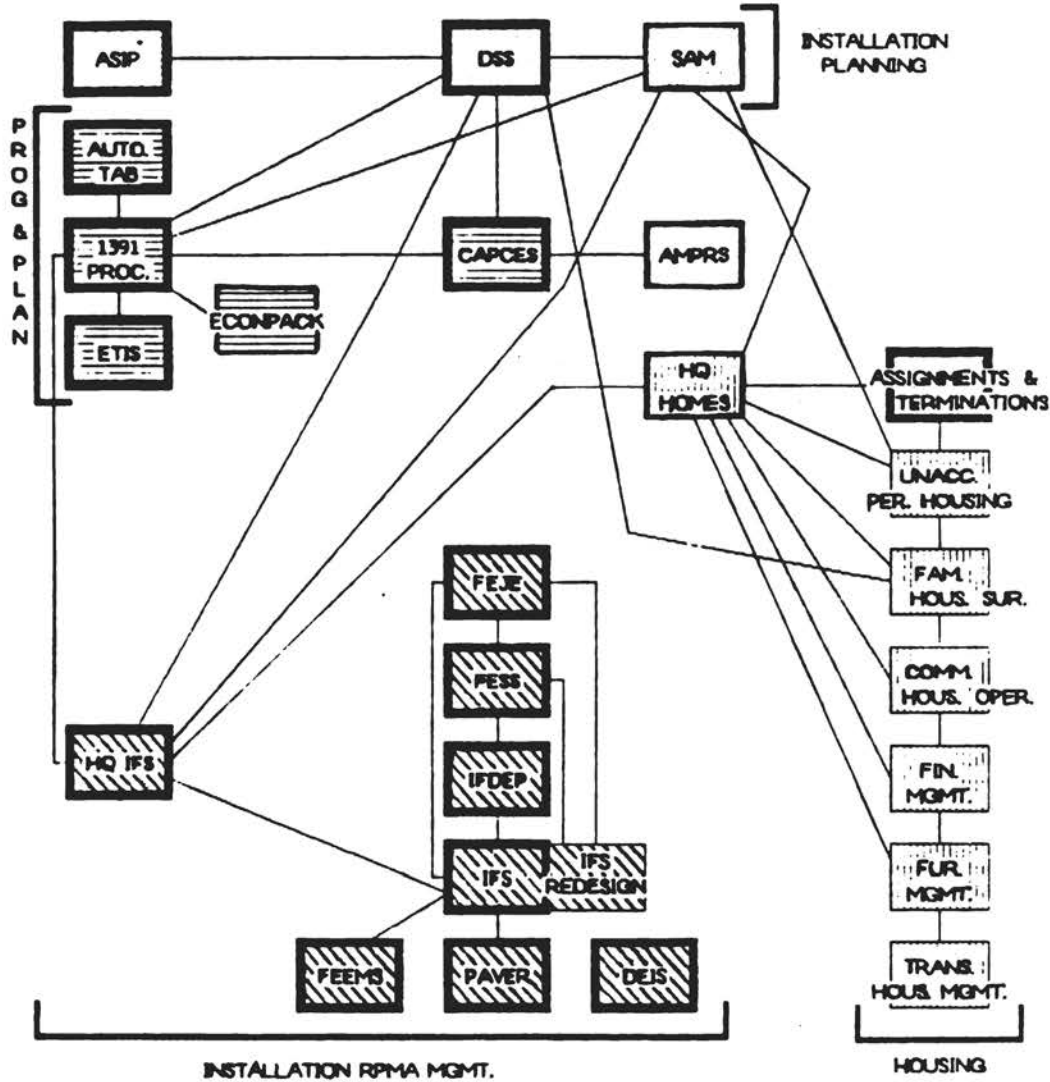 ASIP
DSS
SAM
INSTALLATION
PLANNING
PROG & PLAN
AUTO.
TAB
1391
PROC.
CAPCES
AMPRS
ECONPACK
ETIS
HQ
HOMES
ASSIGNMENTS &
TERMINATIONS
UNACC.
PER. HOUSING
FEJE
FAM.
HOUS. SUR.
FESS
COMM.
HOUS. OPER.
HQ IFS
IFDEP
FIN.
MGMT.
IFS
IFS
REDESIGN
FUR.
MGMT.
FEEMS
PAVER
DEIS
TRANS.
HOUS. MGMT.
INSTALLATION RPMA MGMT.
HOUSING